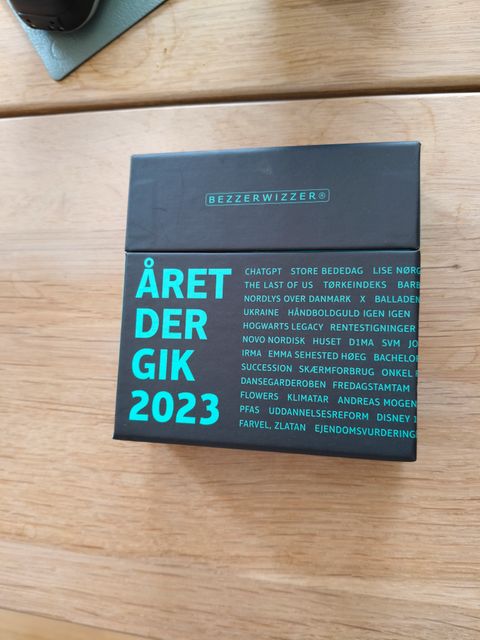 BEZZERWIZZER®
ÅRET
DER
GIK
2023
CHATGPT STORE BEDEDAG LISE
THE LAST OF US TØRKEINDEKS
NORDLYS OVER DANMARK X
UKRAINE HÅNDBOLDGULD IGEN IGEN
HOGWARTS LEGACY RENTESTIGNINGER
NOVO NORDISK HUSET D1MA SVM
IRMA EMMA SEHESTED HØEG
SUCCESSION SKÆRMFORBRUG ONKEL
DANSEGARDEROBEN FREDAGSTAMTAM
FLOWERS KLIMATAR ANDREAS
PFAS UDDANNELSESREFORM DISNEY
FARVEL, ZLATAN